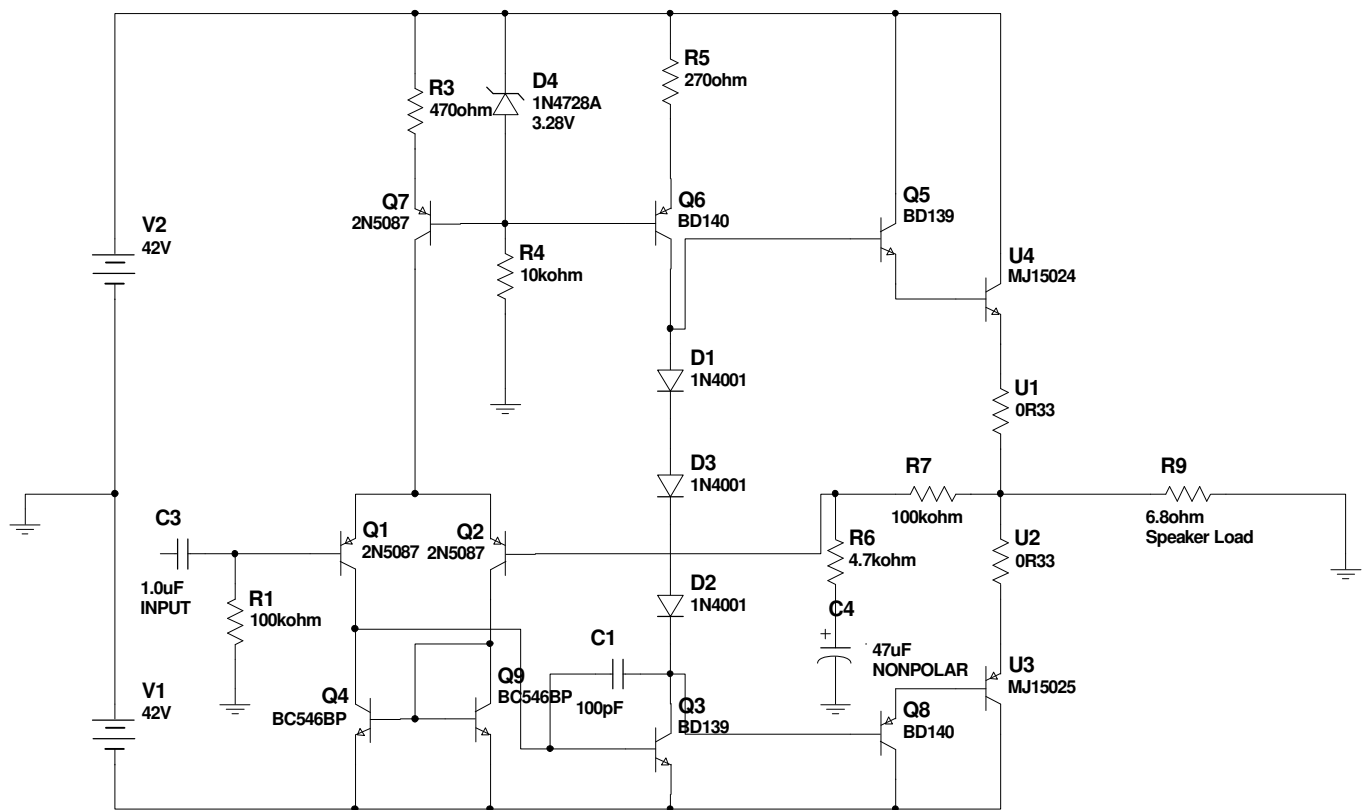 R3
470ohm
D4
1N4728A
3.28V
R5
270ohm
Q7
2N5087
Q6
BD140
Q5
BD139
V2
42V
R4
10kohm
U4
MJ15024
D1
1N4001
U1
0R33
D3
1N4001
R7
100kohm
R9
6.8ohm
Speaker Load
C3
1.0uF
INPUT
Q1
2N5087
Q2
2N5087
R6
4.7kohm
U2
0R33
R1
100kohm
D2
1N4001
C4
+
47uF
NONPOLAR
C1
100pF
U3
MJ15025
V1
42V
Q4
BC546BP
Q9
BC546BP
Q3
BD139
Q8
BD140